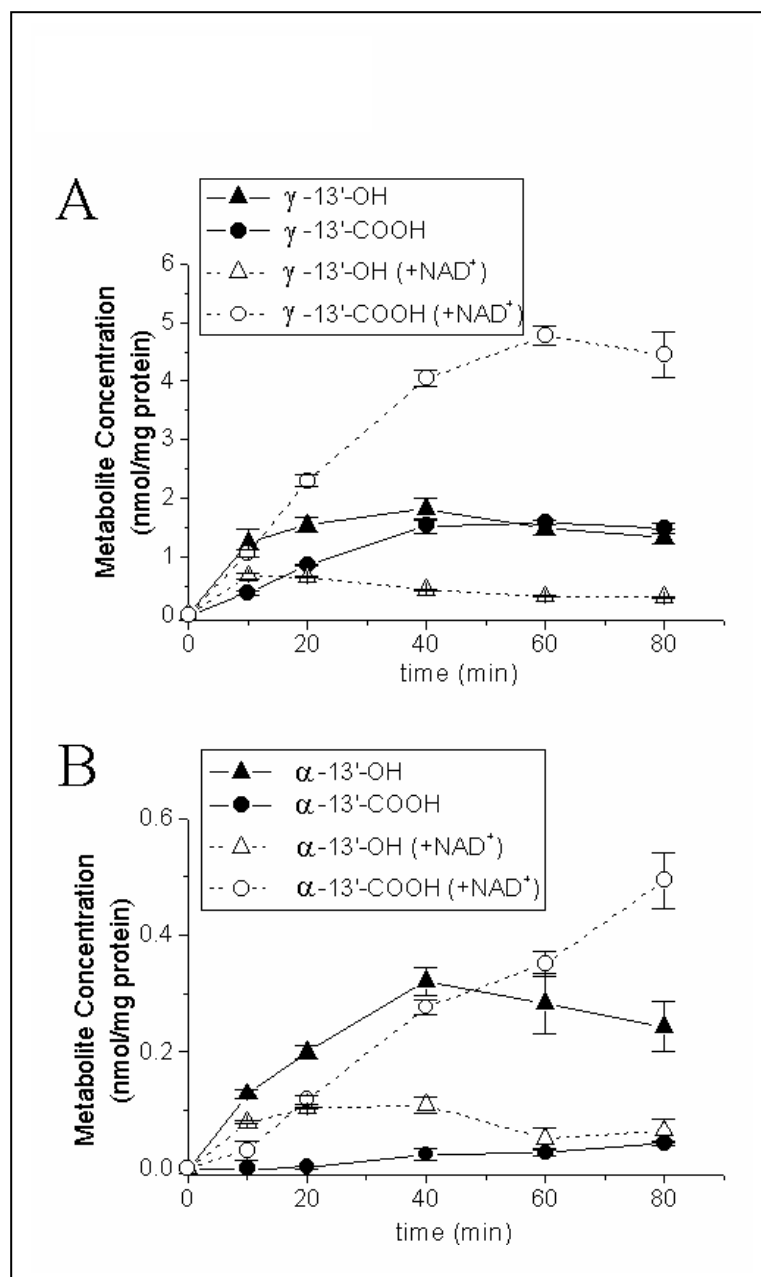 A
γ -13'-OH
γ -13'-COOH
γ -13'-OH (+NAD⁺)
γ -13'-COOH (+NAD⁺)
Metabolite Concentration
(nmol/mg protein)
6
5
4
3
2
1
0
0 20 40 60 80
time (min)
B
α -13'-OH
α -13'-COOH
α -13'-OH (+NAD⁺)
α -13'-COOH (+NAD⁺)
Metabolite Concentration
(nmol/mg protein)
0.6
0.4
0.2
0.0
0 20 40 60 80
time (min)